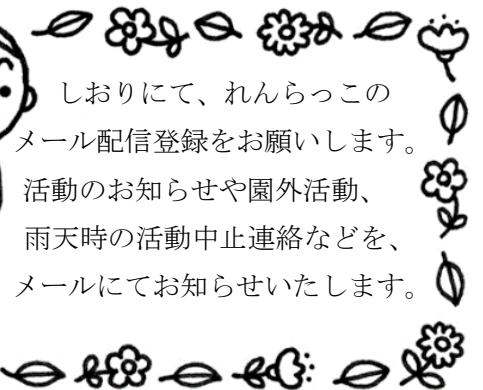 しおりにて、れんらっこの
メール配信登録をお願いします。
活動のお知らせや園外活動、
雨天時の活動中止連絡などを、
メールにてお知らせいたします。